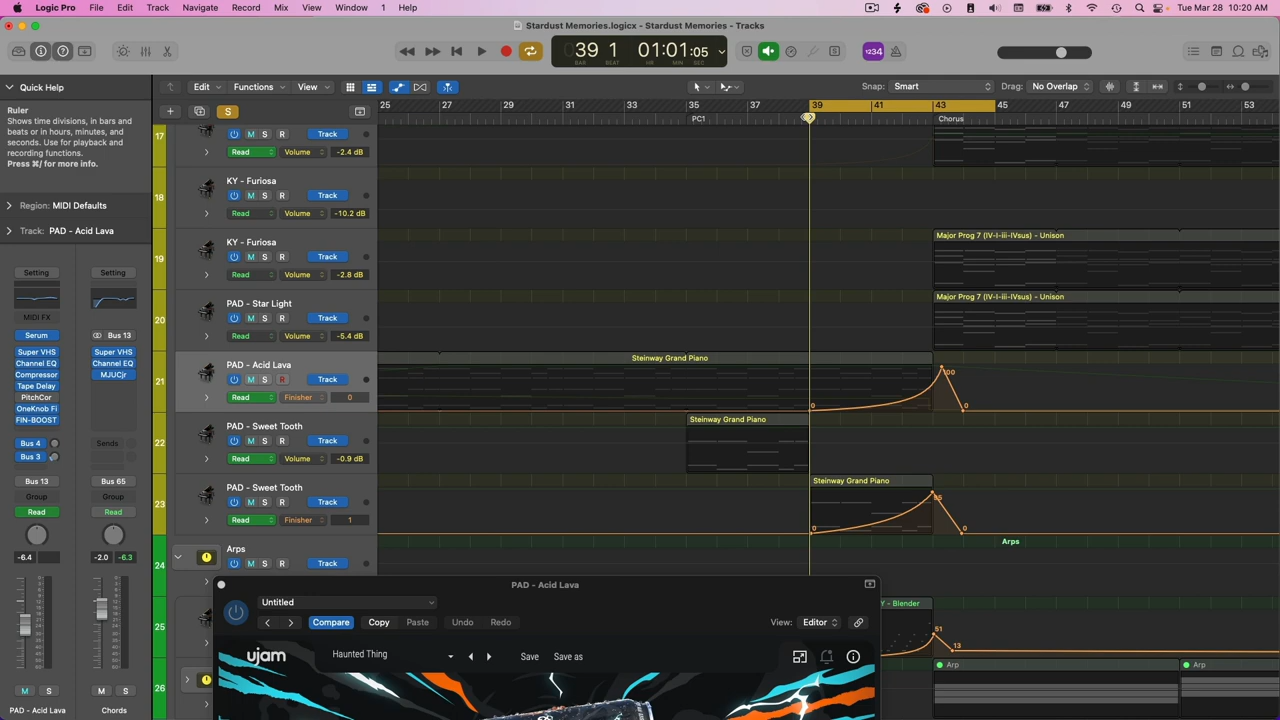 Logic Pro File Edit Track Navigate Record Mix View Window 1 Help Tue Mar 28 10:20 AM
Stardust Memories.logicx - Stardust Memories - Tracks
39 1 01:01:05
BAR BEAT HR MIN SEC
1234
Quick Help
Ruler
Shows time divisions, in bars and beats or in hours, minutes, and seconds. Use for playback and recording functions.
Press ⌘/ for more info.
Region: MIDI Defaults
Track: PAD - Acid Lava
Edit Functions View Snap: Smart Drag: No Overlap
S
25 27 29 31 33 35 37 39 41 43 45 47 49 51 53
PC1 Chorus
17 M S R Track
Read Volume -2.4 dB
18 KY - Furiosa
M S R Track
Read Volume -10.2 dB
19 KY - Furiosa
M S R Track
Read Volume -2.8 dB
Major Prog 7 (IV-I-iii-IVsus) - Unison
20 PAD - Star Light
M S R Track
Read Volume -5.4 dB
Major Prog 7 (IV-I-iii-IVsus) - Unison
21 PAD - Acid Lava
M S R Track
Read Finisher 0
Steinway Grand Piano
0 100 0
22 PAD - Sweet Tooth
M S R Track
Read Volume -0.9 dB
Steinway Grand Piano
23 PAD - Sweet Tooth
M S R Track
Read Finisher 1
Steinway Grand Piano
0 0
24 Arps
M S R Track
Arps
25
Y - Blender
51 13
26
Arp Arp
Setting Setting
MIDI FX
Serum Bus 13
Super VHS Super VHS
Channel EQ Channel EQ
Compressor MJUCjr
Tape Delay
PitchCor
OneKnob Fi
FIN-BOOST
Bus 4 Sends
Bus 3
Bus 13 Bus 65
Group Group
Read Read
-6.4 -2.0 -6.3
M S M S
PAD - Acid Lava Chords
PAD - Acid Lava
Untitled
Compare Copy Paste Undo Redo View: Editor
ujam Haunted Thing Save Save as